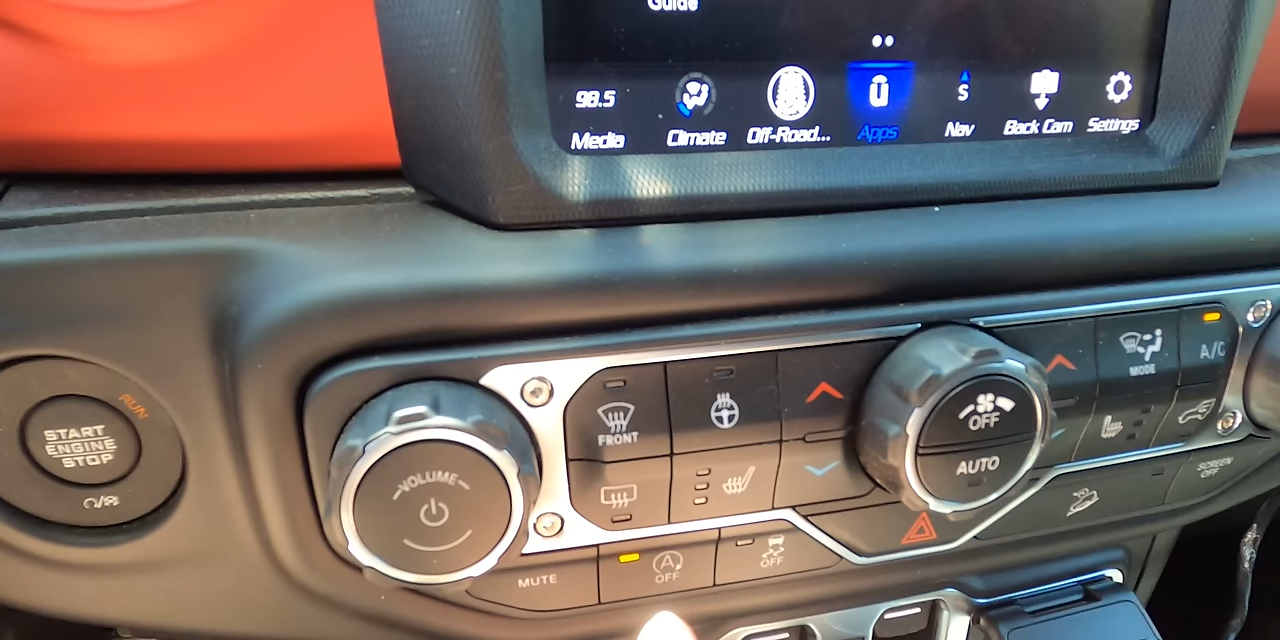 Guide
98.5
S
Media
Climate
Off-Road...
Apps
Nav
Back Cam
Settings
RUN
START
ENGINE
STOP
VOLUME
FRONT
OFF
AUTO
MODE
A/C
SCREEN
OFF
MUTE
A
OFF
OFF